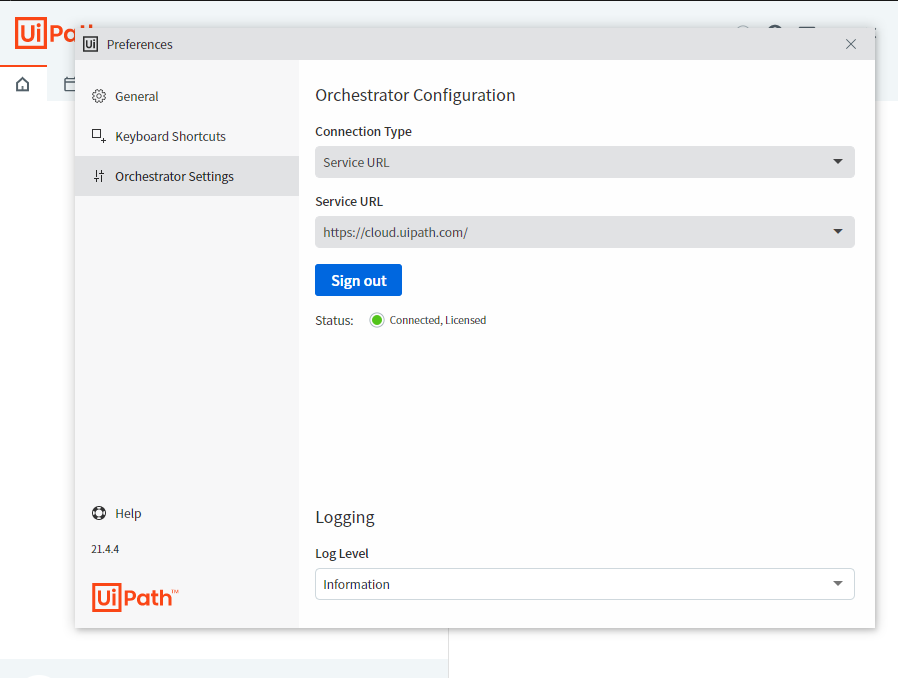 UiPath
Ui Preferences
General
Keyboard Shortcuts
Orchestrator Settings
Orchestrator Configuration
Connection Type
Service URL
Service URL
https://cloud.uipath.com/
Sign out
Status: Connected, Licensed
Help
21.4.4
UiPath™
Logging
Log Level
Information